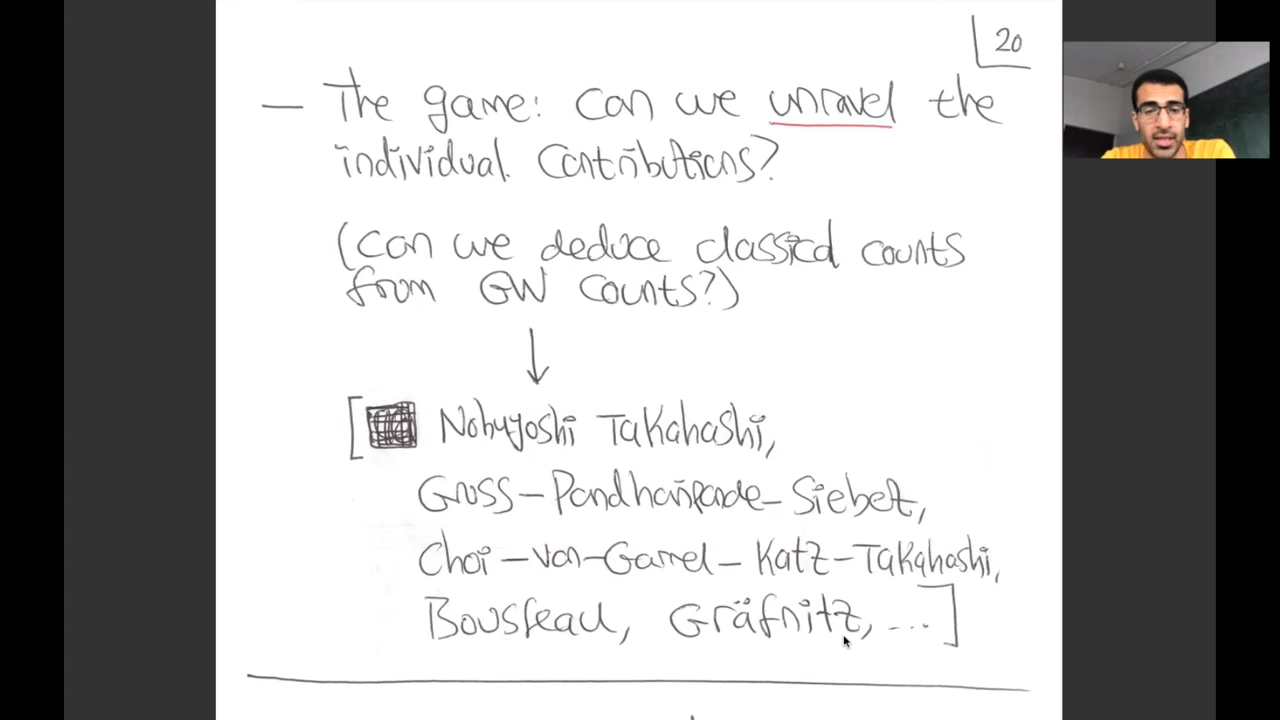 20
— The game: can we unravel the
individual contributions?
(can we deduce classical counts
from GW counts?)
↓
[ Nobuyoshi Takahashi,
Gross-Pandharipande-Siebert,
Choi-van-Garrel-Katz-Takahashi,
Bousseau, Gräfnitz, ...]